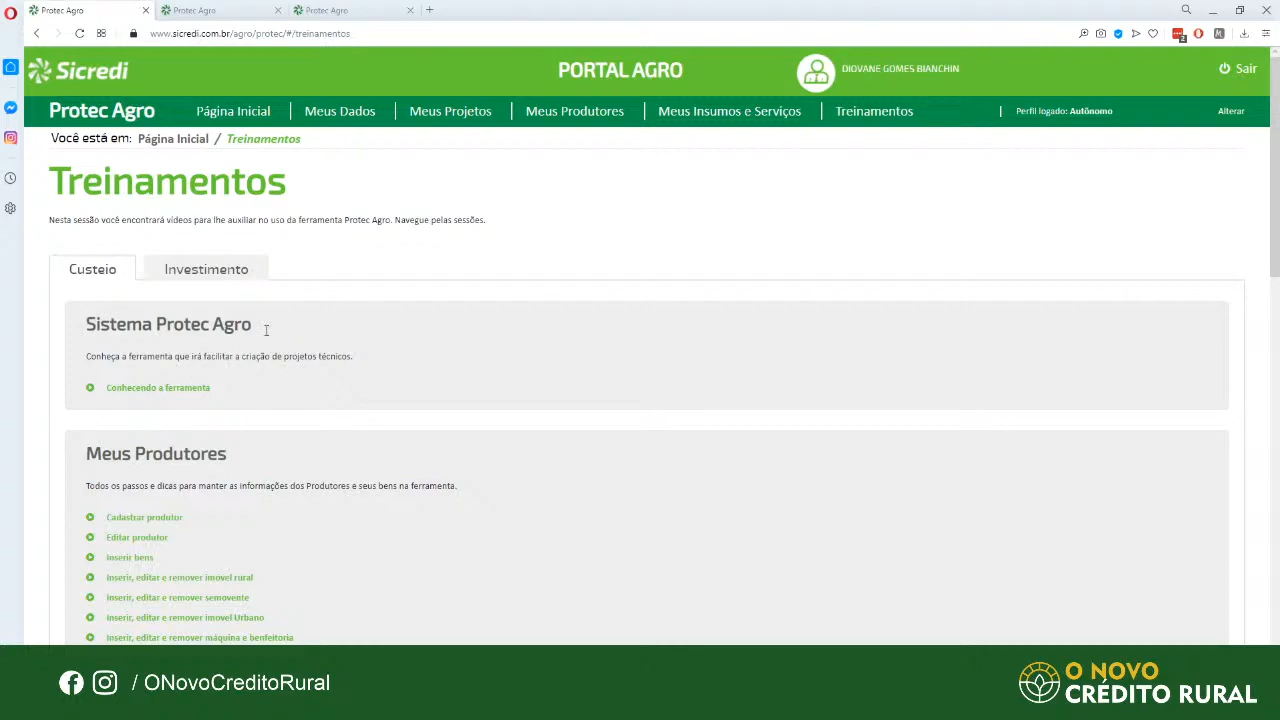 Protec Agro
Protec Agro
Protec Agro
www.sicredi.com.br/agro/protec/#/treinamentos
2
M
Sicredi
PORTAL AGRO
DIOVANE GOMES BIANCHIN
Sair
Protec Agro
Página Inicial
Meus Dados
Meus Projetos
Meus Produtores
Meus Insumos e Serviços
Treinamentos
Perfil logado: Autônomo
Alterar
Você está em: Página Inicial / Treinamentos
Treinamentos
Nesta sessão você encontrará vídeos para lhe auxiliar no uso da ferramenta Protec Agro. Navegue pelas sessões.
Custeio
Investimento
Sistema Protec Agro
Conheça a ferramenta que irá facilitar a criação de projetos técnicos.
Conhecendo a ferramenta
Meus Produtores
Todos os passos e dicas para manter as informações dos Produtores e seus bens na ferramenta.
Cadastrar produtor
Editar produtor
Inserir bens
Inserir, editar e remover imovel rural
Inserir, editar e remover semovente
Inserir, editar e remover imovel Urbano
Inserir, editar e remover máquina e benfeitoria
/ ONovoCreditoRural
O NOVO
CRÉDITO RURAL